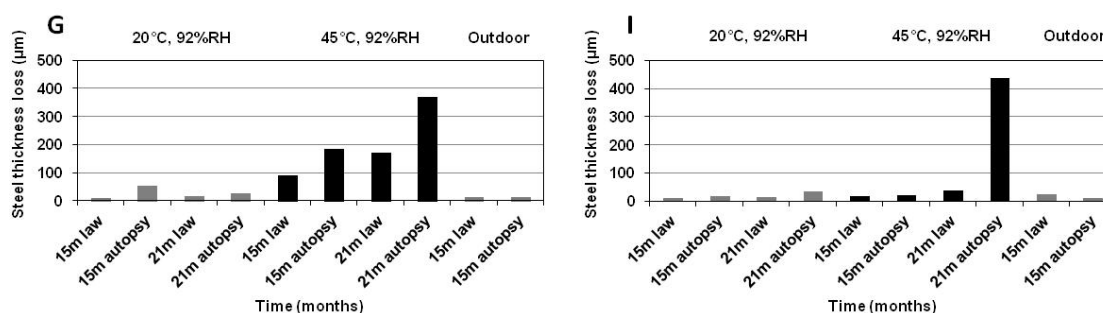 G
20°C, 92%RH 45°C, 92%RH Outdoor
Steel thickness loss (µm)
500
400
300
200
100
0
15m law
15m autopsy
21m law
21m autopsy
15m law
15m autopsy
21m law
21m autopsy
15m law
15m autopsy
Time (months)
I
20°C, 92%RH 45°C, 92%RH Outdoor
Steel thickness loss (µm)
500
400
300
200
100
0
15m law
15m autopsy
21m law
21m autopsy
15m law
15m autopsy
21m law
21m autopsy
15m law
15m autopsy
Time (months)